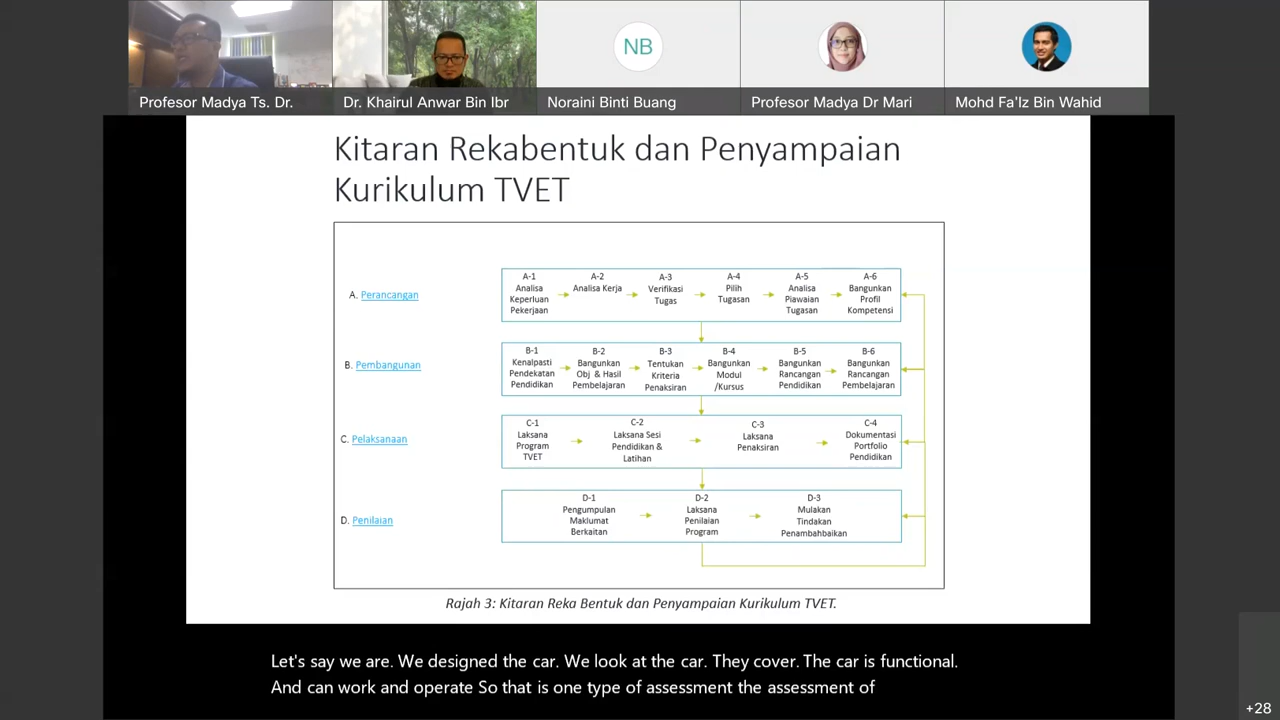 NB
Profesor Madya Ts. Dr.
Dr. Khairul Anwar Bin Ibr
Noraini Binti Buang
Profesor Madya Dr Mari
Mohd Fa'Iz Bin Wahid
Kitaran Rekabentuk dan Penyampaian
Kurikulum TVET
A. Perancangan
A-1
Analisa
Keperluan
Pekerjaan
A-2
Analisa Kerja
A-3
Verifikasi
Tugas
A-4
Pilih
Tugasan
A-5
Analisa
Piawaian
Tugasan
A-6
Bangunkan
Profil
Kompetensi
B. Pembangunan
B-1
Kenalpasti
Pendekatan
Pendidikan
B-2
Bangunkan
Obj & Hasil
Pembelajaran
B-3
Tentukan
Kriteria
Penaksiran
B-4
Bangunkan
Modul
/Kursus
B-5
Bangunkan
Rancangan
Pendidikan
B-6
Bangunkan
Rancangan
Pembelajaran
C. Pelaksanaan
C-1
Laksana
Program
TVET
C-2
Laksana Sesi
Pendidikan &
Latihan
C-3
Laksana
Penaksiran
C-4
Dokumentasi
Portfolio
Pendidikan
D. Penilaian
D-1
Pengumpulan
Maklumat
Berkaitan
D-2
Laksana
Penilaian
Program
D-3
Mulakan
Tindakan
Penambahbaikan
Rajah 3: Kitaran Reka Bentuk dan Penyampaian Kurikulum TVET.
Let's say we are. We designed the car. We look at the car. They cover. The car is functional.
And can work and operate So that is one type of assessment the assessment of
+28